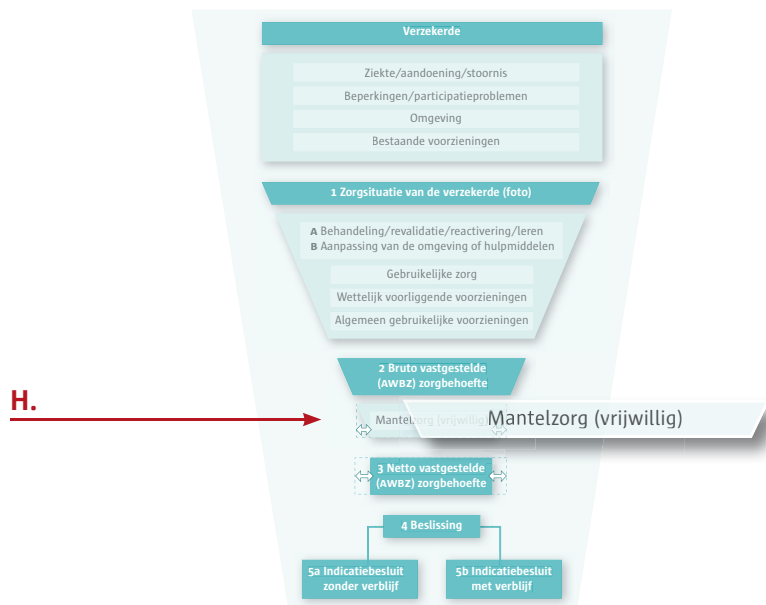 Verzekerde
Ziekte/aandoening/stoornis
Beperkingen/participatieproblemen
Omgeving
Bestaande voorzieningen
1 Zorgsituatie van de verzekerde (foto)
A Behandeling/revalidatie/reactivering/leren
B Aanpassing van de omgeving of hulpmiddelen
Gebruikelijke zorg
Wettelijk voorliggende voorzieningen
Algemeen gebruikelijke voorzieningen
2 Bruto vastgestelde
(AWBZ) zorgbehoefte
H.
Mantelzorg (vrijwillig)
Mantelzorg (vrijwillig)
3 Netto vastgestelde
(AWBZ) zorgbehoefte
4 Beslissing
5a Indicatiebesluit
zonder verblijf
5b Indicatiebesluit
met verblijf